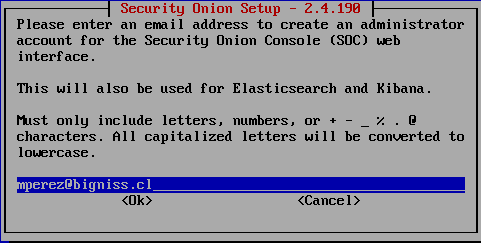 Security Onion Setup - 2.4.190
Please enter an email address to create an administrator
account for the Security Onion Console (SOC) web
interface.
This will also be used for Elasticsearch and Kibana.
Must only include letters, numbers, or + - _ % . @
characters. All capitalized letters will be converted to
lowercase.
mperez@bigniss.cl
<Ok> <Cancel>